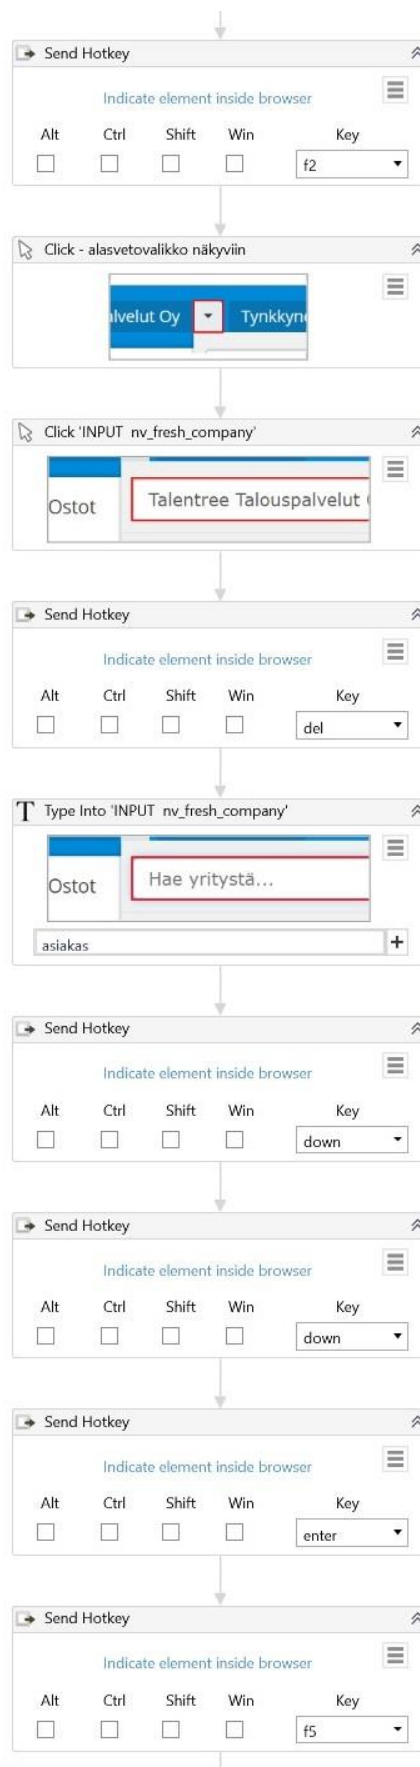 Send Hotkey
Indicate element inside browser
Alt Ctrl Shift Win Key
f2
Click - alasvetovalikko näkyviin
alvelut Oy Tynkkyn
Click 'INPUT nv_fresh_company'
Ostot Talentree Talouspalvelut
Send Hotkey
Indicate element inside browser
Alt Ctrl Shift Win Key
del
Type Into 'INPUT nv_fresh_company'
Ostot Hae yritystä...
asiakas
Send Hotkey
Indicate element inside browser
Alt Ctrl Shift Win Key
down
Send Hotkey
Indicate element inside browser
Alt Ctrl Shift Win Key
down
Send Hotkey
Indicate element inside browser
Alt Ctrl Shift Win Key
enter
Send Hotkey
Indicate element inside browser
Alt Ctrl Shift Win Key
f5